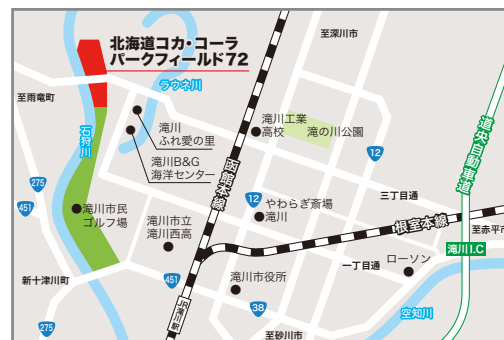 北海道コカ・コーラ
パークフィールド72
至深川市
道央自動車道
ラウネ川
至雨竜町
石狩川
滝川
ふれ愛の里
滝川工業
高校
滝の川公園
滝川B&G
海洋センター
函館本線
12
275
451
三丁目通
滝川市民
ゴルフ場
やわらぎ斎場
滝川
根室本線
至赤平市
滝川市立
滝川西高
滝川I.C
新十津川町
一丁目通
ローソン
12
451
滝川市役所
空知川
38
JR滝川駅
275
至砂川市